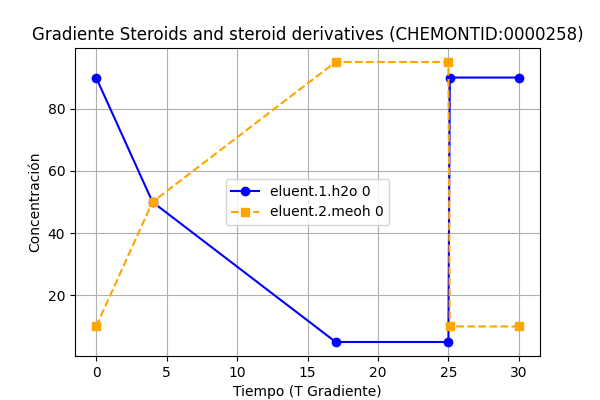 Gradiente Steroids and steroid derivatives (CHEMONTID:0000258)
Concentración
80
60
40
20
eluent.1.h2o 0
eluent.2.meoh 0
0 5 10 15 20 25 30
Tiempo (T Gradiente)